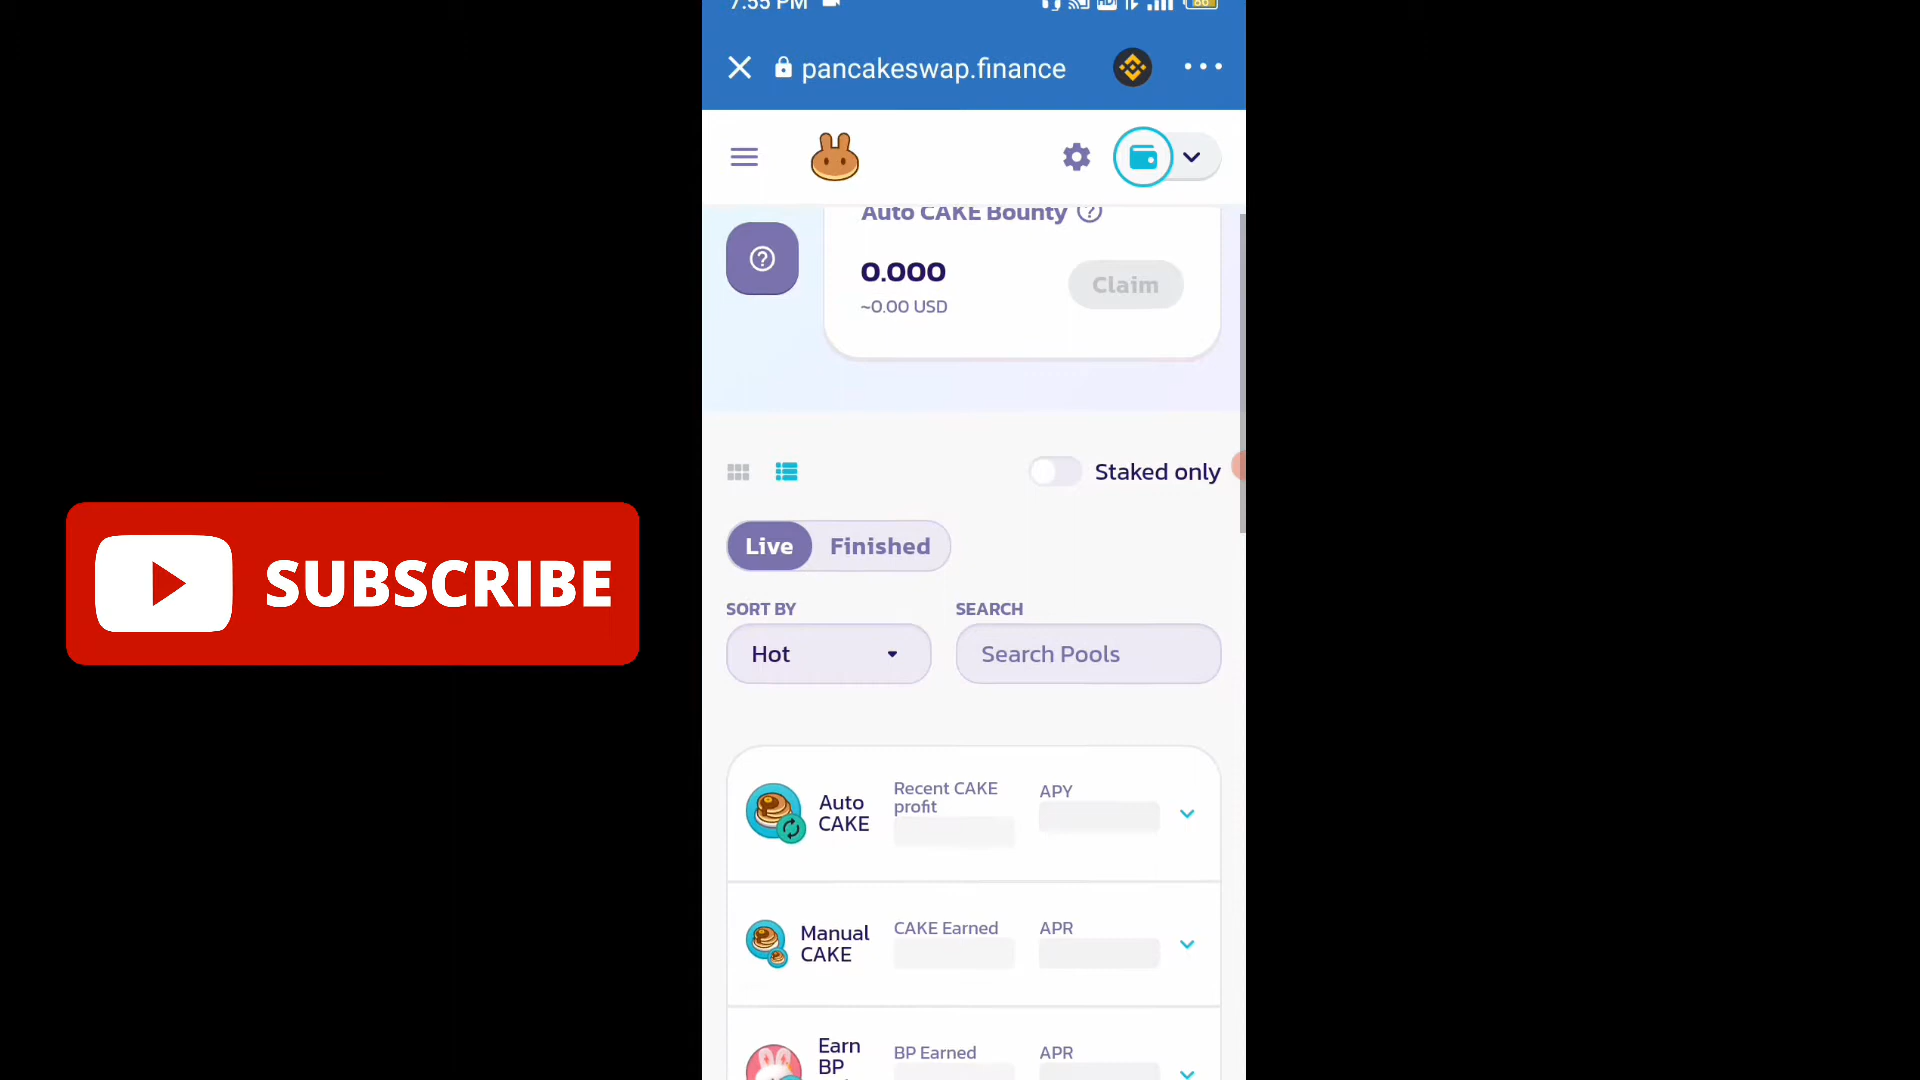 7:55 PM
86
pancakeswap.finance
Auto CAKE Bounty
0.000
Claim
~0.00 USD
Staked only
Live Finished
SUBSCRIBE
SORT BY SEARCH
Hot Search Pools
Auto
CAKE
Recent CAKE
profit
APY
Manual
CAKE
CAKE Earned
APR
Earn
BP
BP Earned
APR